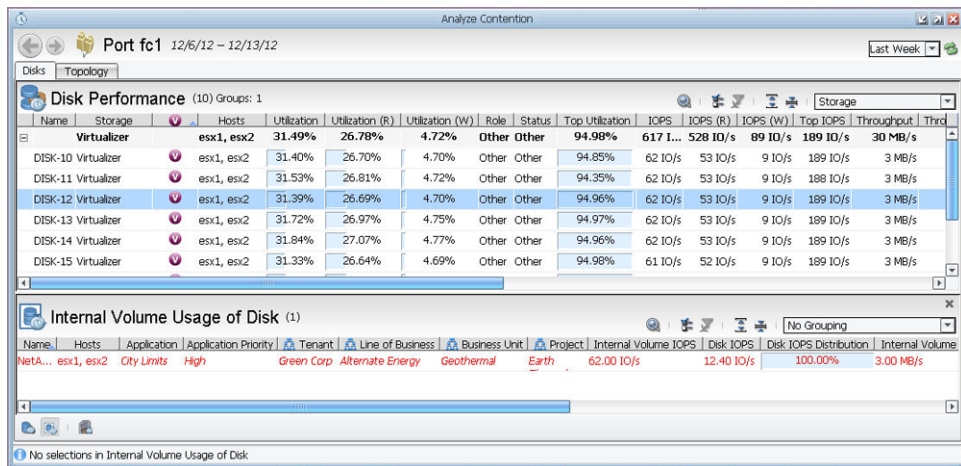 Analyze Contention
Port fc1 12/6/12 – 12/13/12
Last Week
Disks Topology
Disk Performance (10) Groups: 1
Storage
Name Storage V Hosts Utilization Utilization (R) Utilization (W) Role Status Top Utilization IOPS IOPS (R) IOPS (W) Top IOPS Throughput Thro
Virtualizer esx1, esx2 31.49% 26.78% 4.72% Other Other 94.98% 617 I... 528 IO/s 89 IO/s 189 IO/s 30 MB/s
DISK-10 Virtualizer V esx1, esx2 31.40% 26.70% 4.70% Other Other 94.85% 62 IO/s 53 IO/s 9 IO/s 189 IO/s 3 MB/s
DISK-11 Virtualizer V esx1, esx2 31.53% 26.81% 4.72% Other Other 94.35% 62 IO/s 53 IO/s 9 IO/s 188 IO/s 3 MB/s
DISK-12 Virtualizer V esx1, esx2 31.39% 26.69% 4.70% Other Other 94.96% 62 IO/s 53 IO/s 9 IO/s 189 IO/s 3 MB/s
DISK-13 Virtualizer V esx1, esx2 31.72% 26.97% 4.75% Other Other 94.97% 62 IO/s 53 IO/s 9 IO/s 189 IO/s 3 MB/s
DISK-14 Virtualizer V esx1, esx2 31.84% 27.07% 4.77% Other Other 94.96% 62 IO/s 53 IO/s 9 IO/s 189 IO/s 3 MB/s
DISK-15 Virtualizer V esx1, esx2 31.33% 26.64% 4.69% Other Other 94.98% 61 IO/s 52 IO/s 9 IO/s 189 IO/s 3 MB/s
Internal Volume Usage of Disk (1)
No Grouping
Name Hosts Application Application Priority Tenant Line of Business Business Unit Project Internal Volume IOPS Disk IOPS Disk IOPS Distribution Internal Volume
NetA... esx1, esx2 City Limits High Green Corp Alternate Energy Geothermal Earth 62.00 IO/s 12.40 IO/s 100.00% 3.00 MB/s
No selections in Internal Volume Usage of Disk